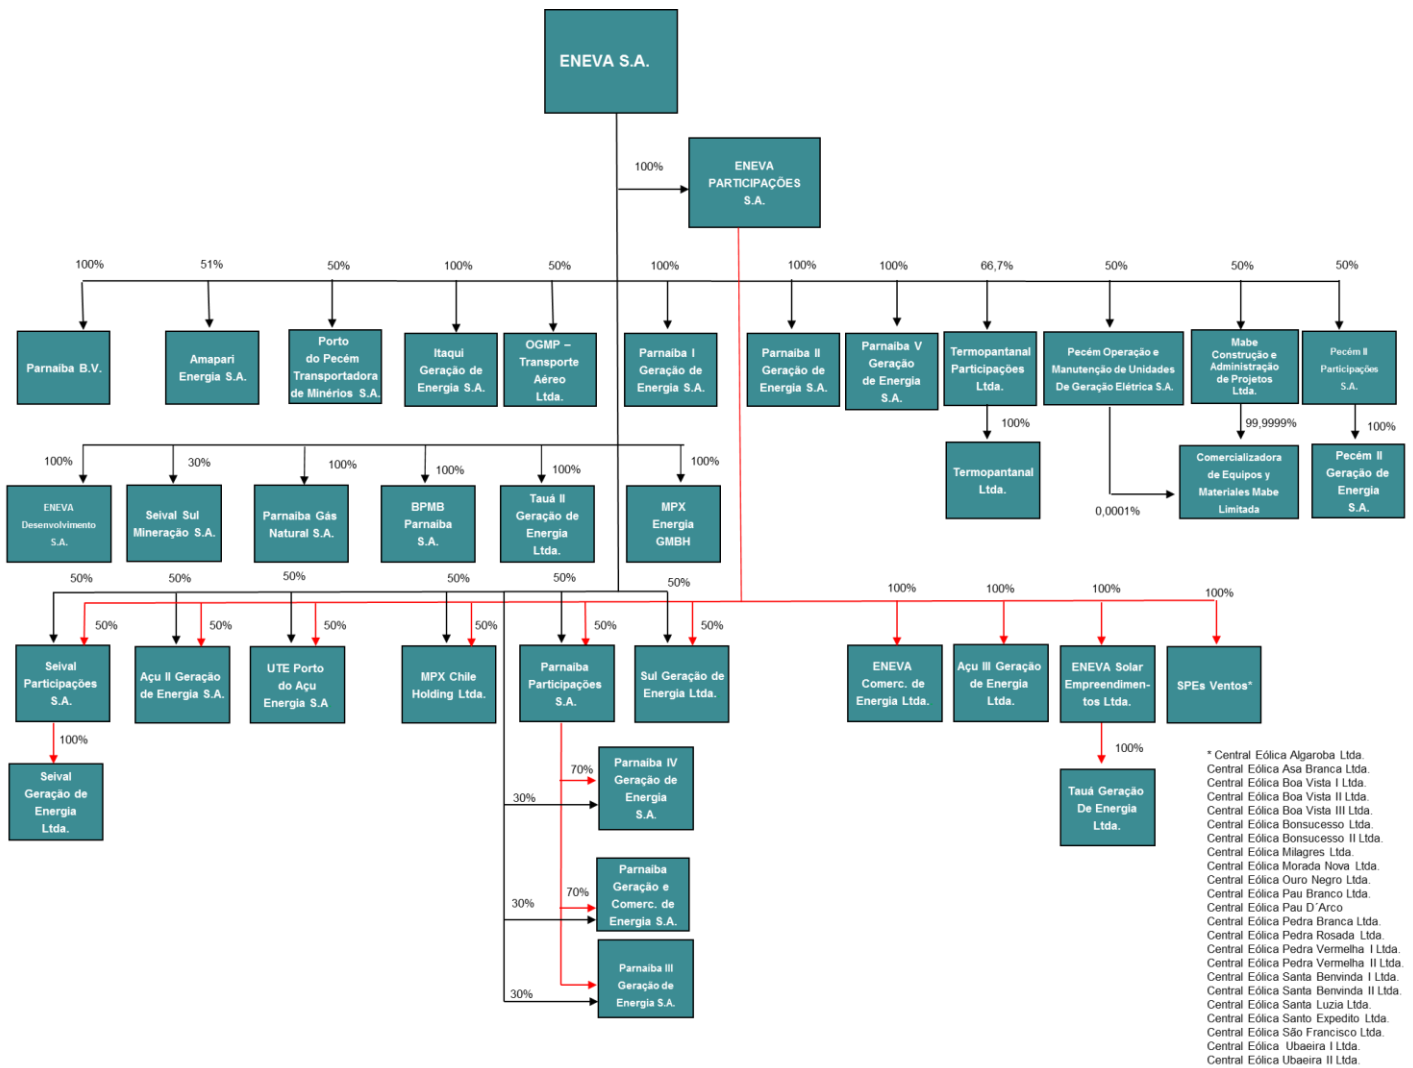 ENEVA S.A.
100%
ENEVA
PARTICIPAÇÕES
S.A.
100%
51%
50%
100%
50%
100%
100%
100%
66,7%
50%
50%
50%
Parnaiba B.V.
Amapari
Energia S.A.
Porto
do Pecém
Transportadora
de Minérios S.A.
Itaqui
Geração de
Energia S.A.
OGMP –
Transporte
Aéreo
Ltda.
Parnaiba I
Geração de
Energia S.A.
Parnaiba II
Geração de
Energia S.A.
Parnaiba V
Geração
de Energia
S.A.
Termopantanal
Participações
Ltda.
Pecém Operação e
Manutenção de Unidades
De Geração Elétrica S.A.
Mabe
Construção e
Administração
de Projetos
Ltda.
Pecém II
Participações
S.A.
100%
99,9999%
100%
0,0001%
Termopantanal
Ltda.
Comercializadora
de Equipos y
Materiales Mabe
Limitada
Pecém II
Geração de
Energia
S.A.
100%
30%
100%
100%
100%
100%
ENEVA
Desenvolvimento
S.A.
Seival Sul
Mineração S.A.
Parnaiba Gás
Natural S.A.
BPMB
Parnaiba
S.A.
Tauá II
Geração de
Energia
Ltda.
MPX
Energia
GMBH
50%
50%
50%
50%
50%
50%
100%
100%
100%
100%
50%
50%
50%
50%
50%
50%
Seival
Participações
S.A.
Açu II Geração
de Energia S.A.
UTE Porto
do Açu
Energia S.A
MPX Chile
Holding Ltda.
Parnaiba
Participações
S.A.
Sul Geração de
Energia Ltda.
ENEVA
Comerc. de
Energia Ltda.
Açu III Geração
de Energia
Ltda.
ENEVA Solar
Empreendimen-
tos Ltda.
SPEs Ventos*
100%
Seival
Geração de
Energia
Ltda.
70%
30%
Parnaiba IV
Geração de
Energia
S.A.
70%
30%
Parnaiba
Geração e
Comerc. de
Energia S.A.
30%
Parnaiba III
Geração de
Energia S.A.
100%
Tauá Geração
De Energia
Ltda.
* Central Eólica Algaroba Ltda.
Central Eólica Asa Branca Ltda.
Central Eólica Boa Vista I Ltda.
Central Eólica Boa Vista II Ltda.
Central Eólica Boa Vista III Ltda.
Central Eólica Bonsucesso Ltda.
Central Eólica Bonsucesso II Ltda.
Central Eólica Milagres Ltda.
Central Eólica Morada Nova Ltda.
Central Eólica Ouro Negro Ltda.
Central Eólica Pau Branco Ltda.
Central Eólica Pau D´Arco
Central Eólica Pedra Branca Ltda.
Central Eólica Pedra Rosada Ltda.
Central Eólica Pedra Vermelha I Ltda.
Central Eólica Pedra Vermelha II Ltda.
Central Eólica Santa Benvinda I Ltda.
Central Eólica Santa Benvinda II Ltda.
Central Eólica Santa Luzia Ltda.
Central Eólica Santo Expedito Ltda.
Central Eólica São Francisco Ltda.
Central Eólica Ubaeira I Ltda.
Central Eólica Ubaeira II Ltda.